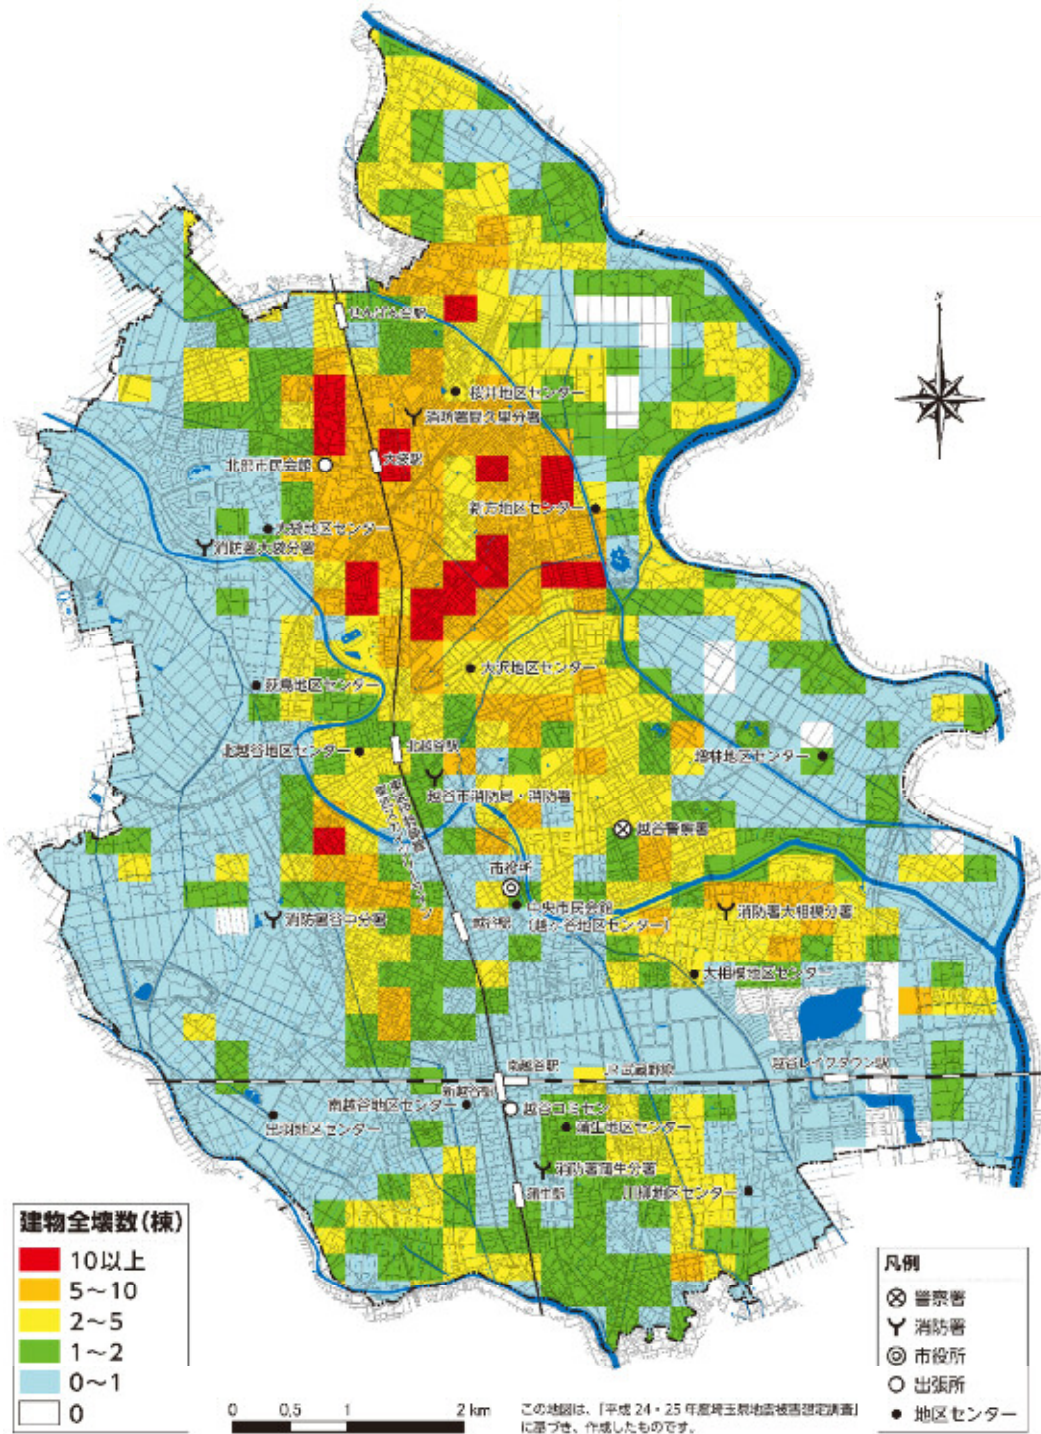 N
せんげん台駅
桜井地区センター
消防署間久里分署
大袋駅
北部市民会館
新方地区センター
大袋地区センター
消防署大袋分署
大沢地区センター
荻島地区センター
北越谷駅
北越谷地区センター
増林地区センター
越谷市消防局・消防署
越谷警察署
市役所
中央市民会館
(越ヶ谷地区センター)
越谷駅
消防署谷中分署
消防署大相模分署
大相模地区センター
南越谷駅
JR武蔵野線
越谷レイクタウン駅
新越谷駅
南越谷地区センター
越谷コミセン
出羽地区センター
蒲生地区センター
消防署蒲生分署
蒲生駅
川柳地区センター
建物全壊数(棟)
10以上
5～10
2～5
1～2
0～1
0
凡例
警察署
消防署
市役所
出張所
地区センター
0 0.5 1 2 km
この地図は、「平成 24・25 年度埼玉県地震被害想定調査」
に基づき、作成したものです。